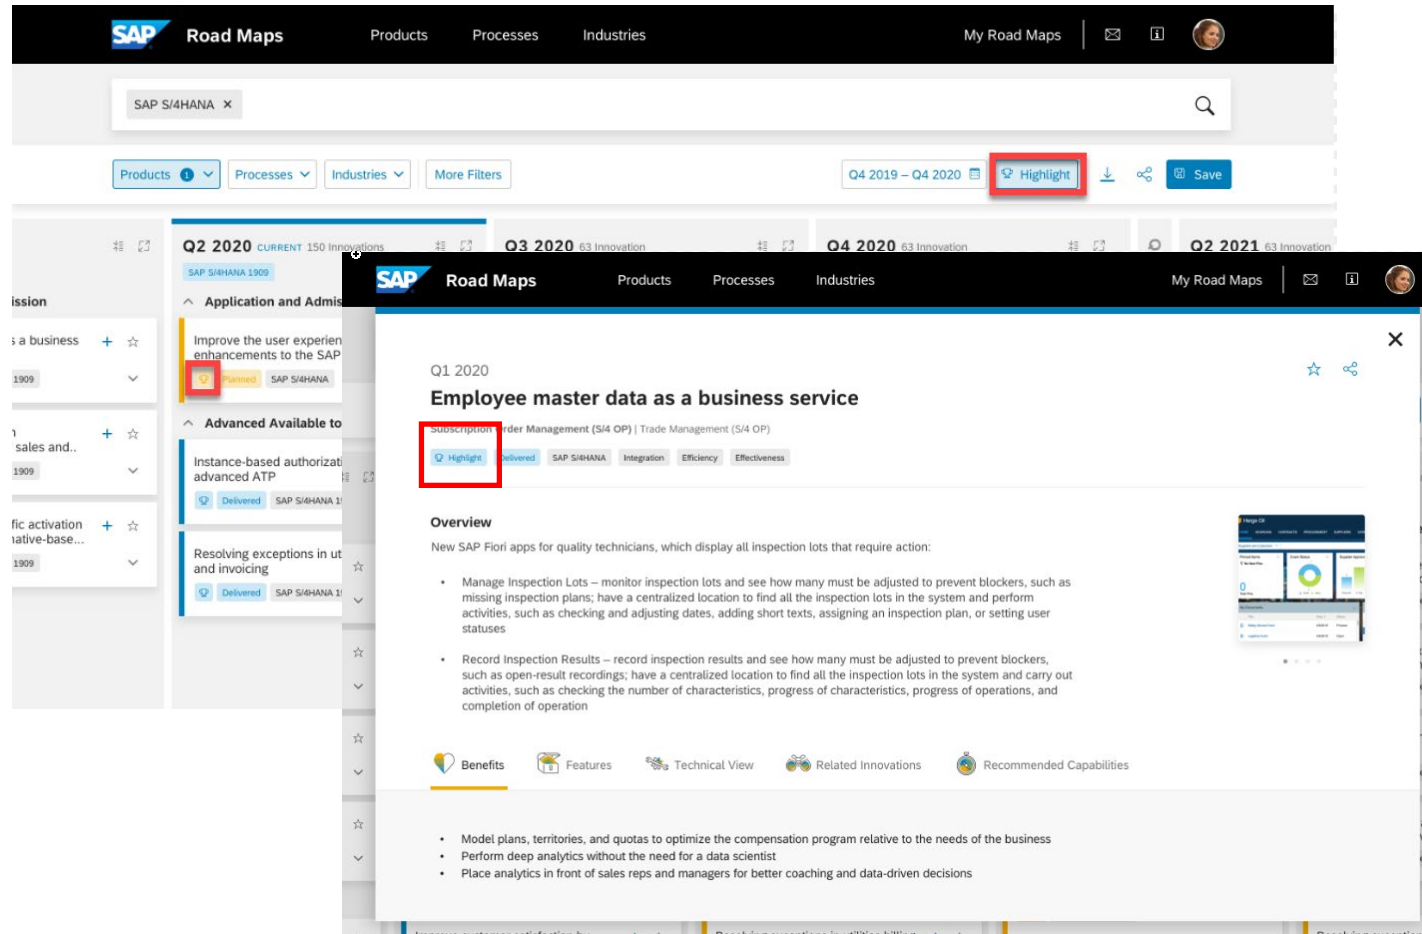 SAP Road Maps Products Processes Industries My Road Maps
SAP S/4HANA ×
Products 1 Processes Industries More Filters Q4 2019 – Q4 2020 Highlight Save
Q2 2020 CURRENT 150 Innovations Q3 2020 63 Innovation Q4 2020 63 Innovation Q2 2021 63 Innovation
SAP S/4HANA 1909
ission
Application and Admis
s a business
1909
Improve the user experien
enhancements to the SAP
Planned SAP S/4HANA
Advanced Available to
sales and..
1909
Instance-based authorizati
advanced ATP
Delivered SAP S/4HANA 1
fic activation
native-base...
1909
Resolving exceptions in ut
and invoicing
Delivered SAP S/4HANA 1
SAP Road Maps Products Processes Industries My Road Maps
Q1 2020
Employee master data as a business service
Subscription Order Management (S/4 OP) | Trade Management (S/4 OP)
Highlight Delivered SAP S/4HANA Integration Efficiency Effectiveness
Overview
New SAP Fiori apps for quality technicians, which display all inspection lots that require action:
• Manage Inspection Lots – monitor inspection lots and see how many must be adjusted to prevent blockers, such as
missing inspection plans; have a centralized location to find all the inspection lots in the system and perform
activities, such as checking and adjusting dates, adding short texts, assigning an inspection plan, or setting user
statuses
• Record Inspection Results – record inspection results and see how many must be adjusted to prevent blockers,
such as open-result recordings; have a centralized location to find all the inspection lots in the system and carry out
activities, such as checking the number of characteristics, progress of characteristics, progress of operations, and
completion of operation
Herge Oil
Benefits Features Technical View Related Innovations Recommended Capabilities
• Model plans, territories, and quotas to optimize the compensation program relative to the needs of the business
• Perform deep analytics without the need for a data scientist
• Place analytics in front of sales reps and managers for better coaching and data-driven decisions